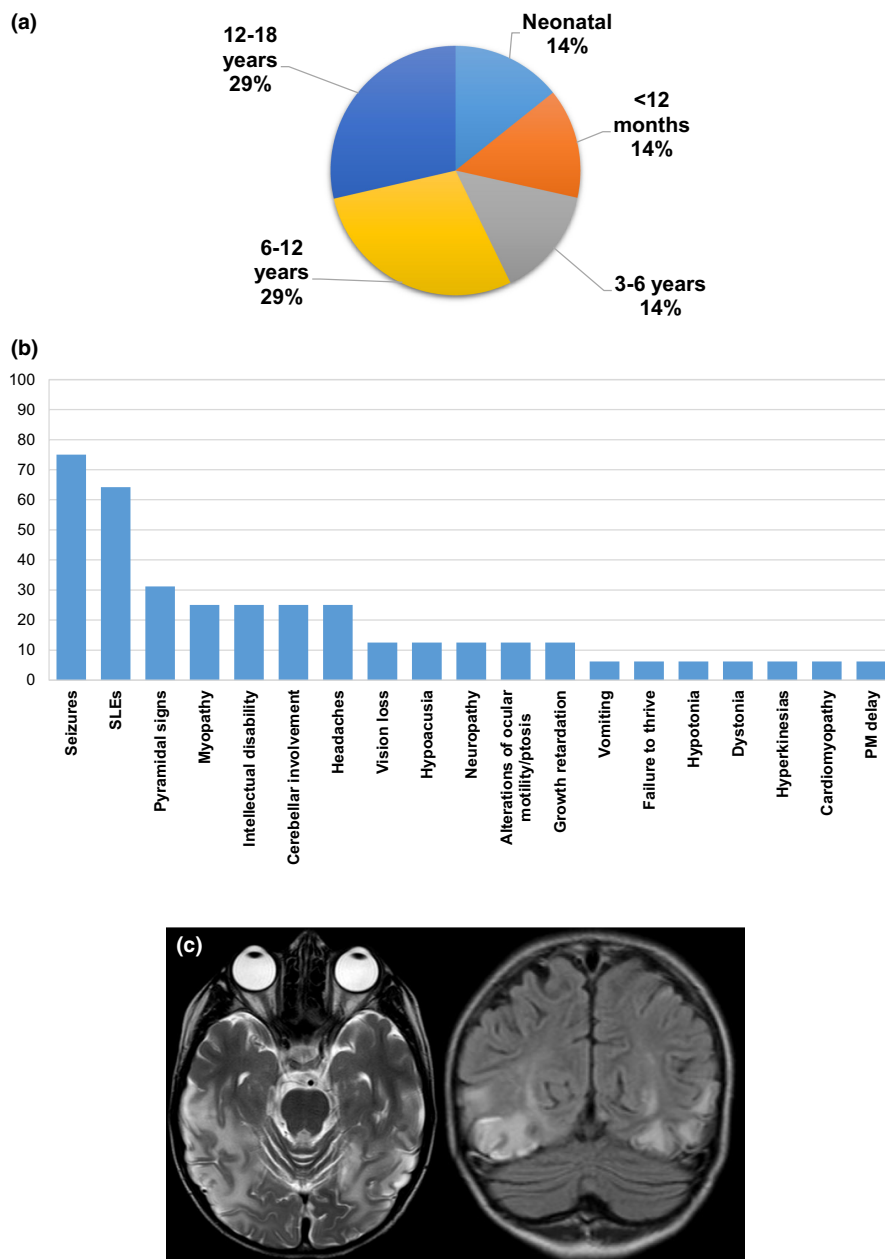 (a)
12-18
years
29%
Neonatal
14%
<12
months
14%
6-12
years
29%
3-6 years
14%
(b)
100
90
80
70
60
50
40
30
20
10
0
Seizures
SLEs
Pyramidal signs
Myopathy
Intellectual disability
Cerebellar involvement
Headaches
Vision loss
Hypoacusia
Neuropathy
Alterations of ocular
motility/ptosis
Growth retardation
Vomiting
Failure to thrive
Hypotonia
Dystonia
Hyperkinesias
Cardiomyopathy
PM delay
(c)